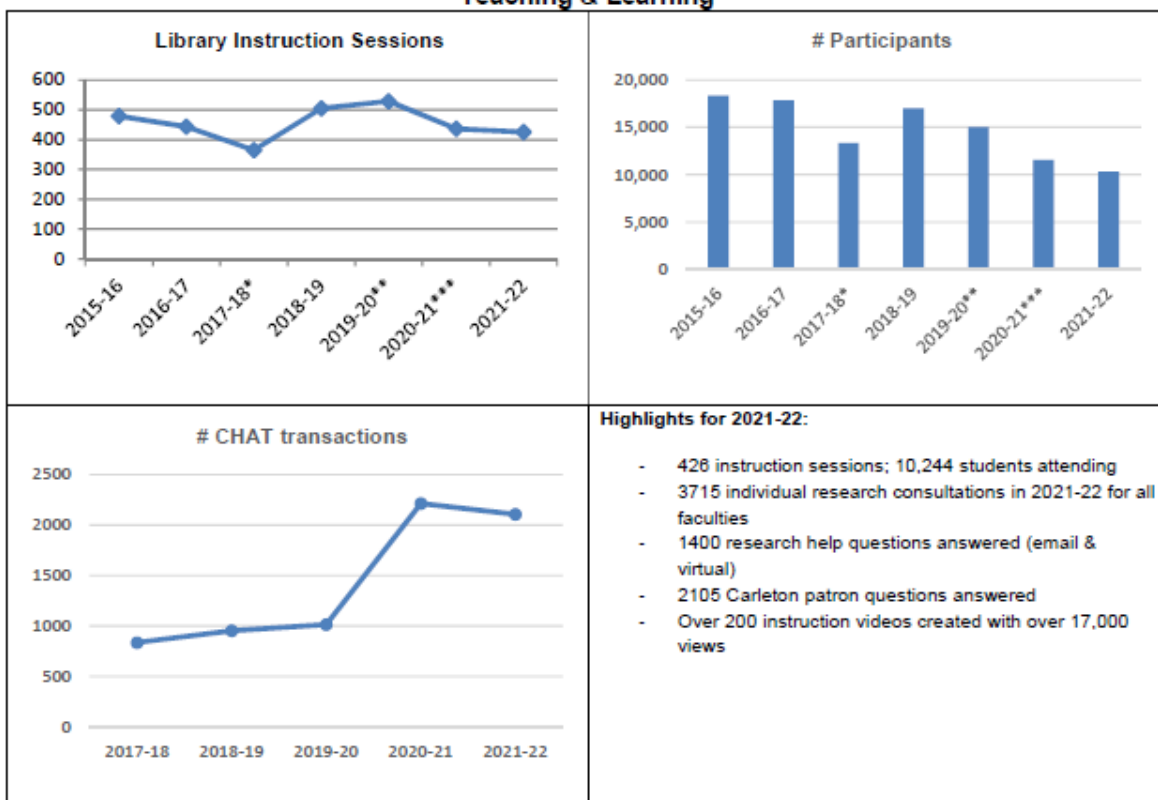 Teaching & Learning
Library Instruction Sessions
600
500
400
300
200
100
0
2015-16
2016-17
2017-18*
2018-19
2019-20**
2020-21***
2021-22
# Participants
20,000
15,000
10,000
5,000
0
2015-16
2016-17
2017-18*
2018-19
2019-20**
2020-21***
2021-22
# CHAT transactions
2500
2000
1500
1000
500
0
2017-18
2018-19
2019-20
2020-21
2021-22
Highlights for 2021-22:
- 426 instruction sessions; 10,244 students attending
- 3715 individual research consultations in 2021-22 for all
faculties
- 1400 research help questions answered (email &
virtual)
- 2105 Carleton patron questions answered
- Over 200 instruction videos created with over 17,000
views